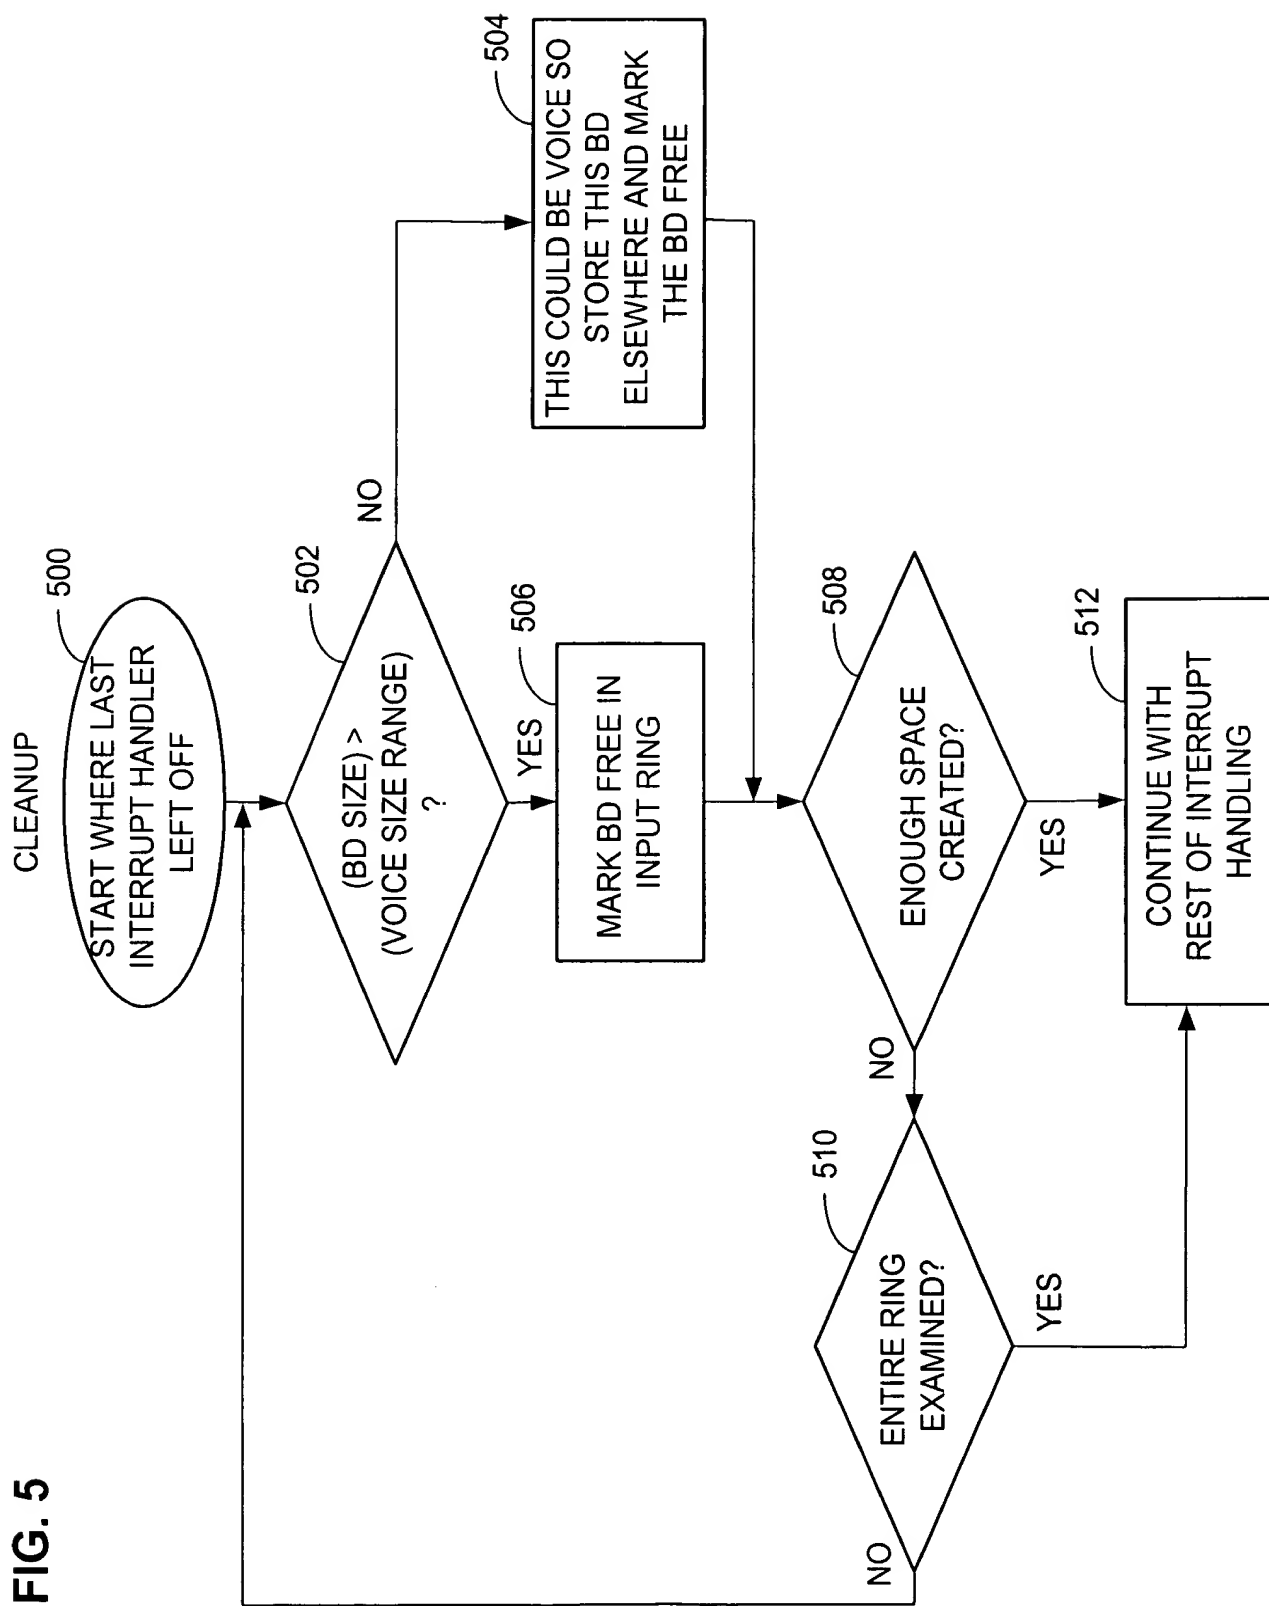 FIG. 5
CLEANUP
500
START WHERE LAST
INTERRUPT HANDLER
LEFT OFF
502
(BD SIZE) >
(VOICE SIZE RANGE)
?
NO
504
THIS COULD BE VOICE SO
STORE THIS BD
ELSEWHERE AND MARK
THE BD FREE
YES
506
MARK BD FREE IN
INPUT RING
508
ENOUGH SPACE
CREATED?
NO
YES
510
ENTIRE RING
EXAMINED?
NO
YES
512
CONTINUE WITH
REST OF INTERRUPT
HANDLING